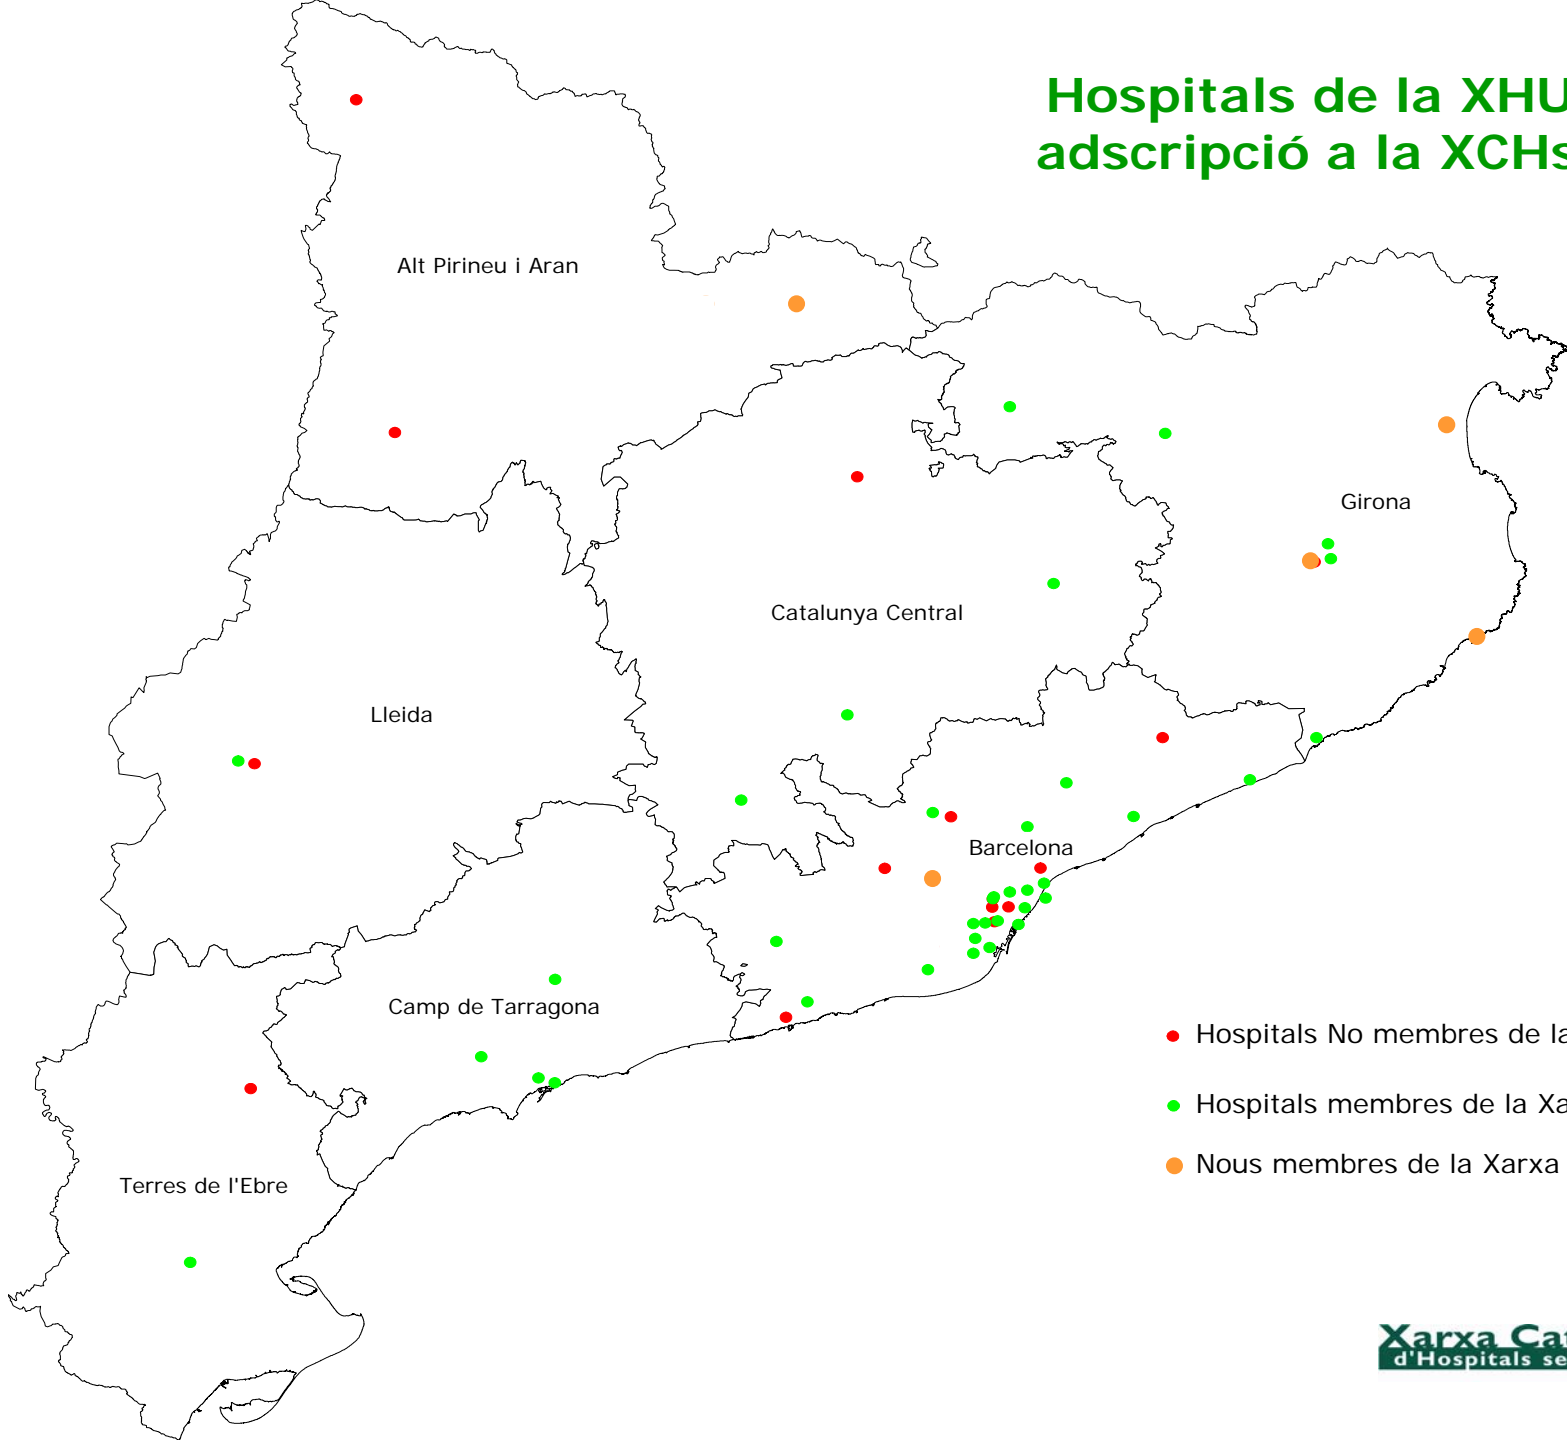 Hospitals de la XHU
adscripció a la XCHs
Alt Pirineu i Aran
Girona
Catalunya Central
Lleida
Barcelona
Camp de Tarragona
Terres de l'Ebre
Hospitals No membres de la
Hospitals membres de la Xa
Nous membres de la Xarxa
Xarxa Cat
d'Hospitals se